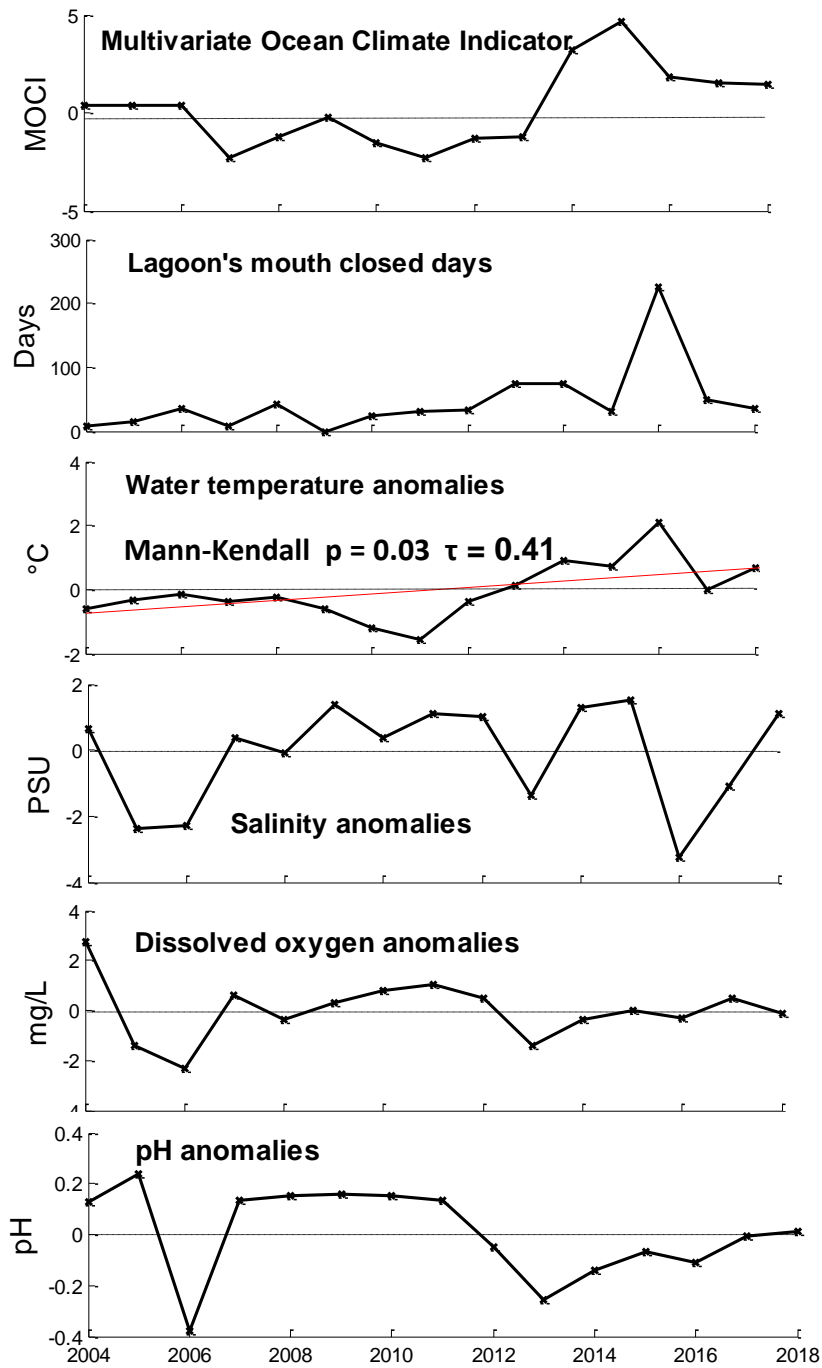 Multivariate Ocean Climate Indicator
5
0
-5
MOCI
Lagoon's mouth closed days
300
200
100
0
Days
Water temperature anomalies
Mann-Kendall p = 0.03 τ = 0.41
4
2
0
-2
°C
2
0
-2
-4
PSU
Salinity anomalies
Dissolved oxygen anomalies
4
2
0
-2
4
mg/L
pH anomalies
0.4
0.2
0
-0.2
-0.4
pH
2004 2006 2008 2010 2012 2014 2016 2018